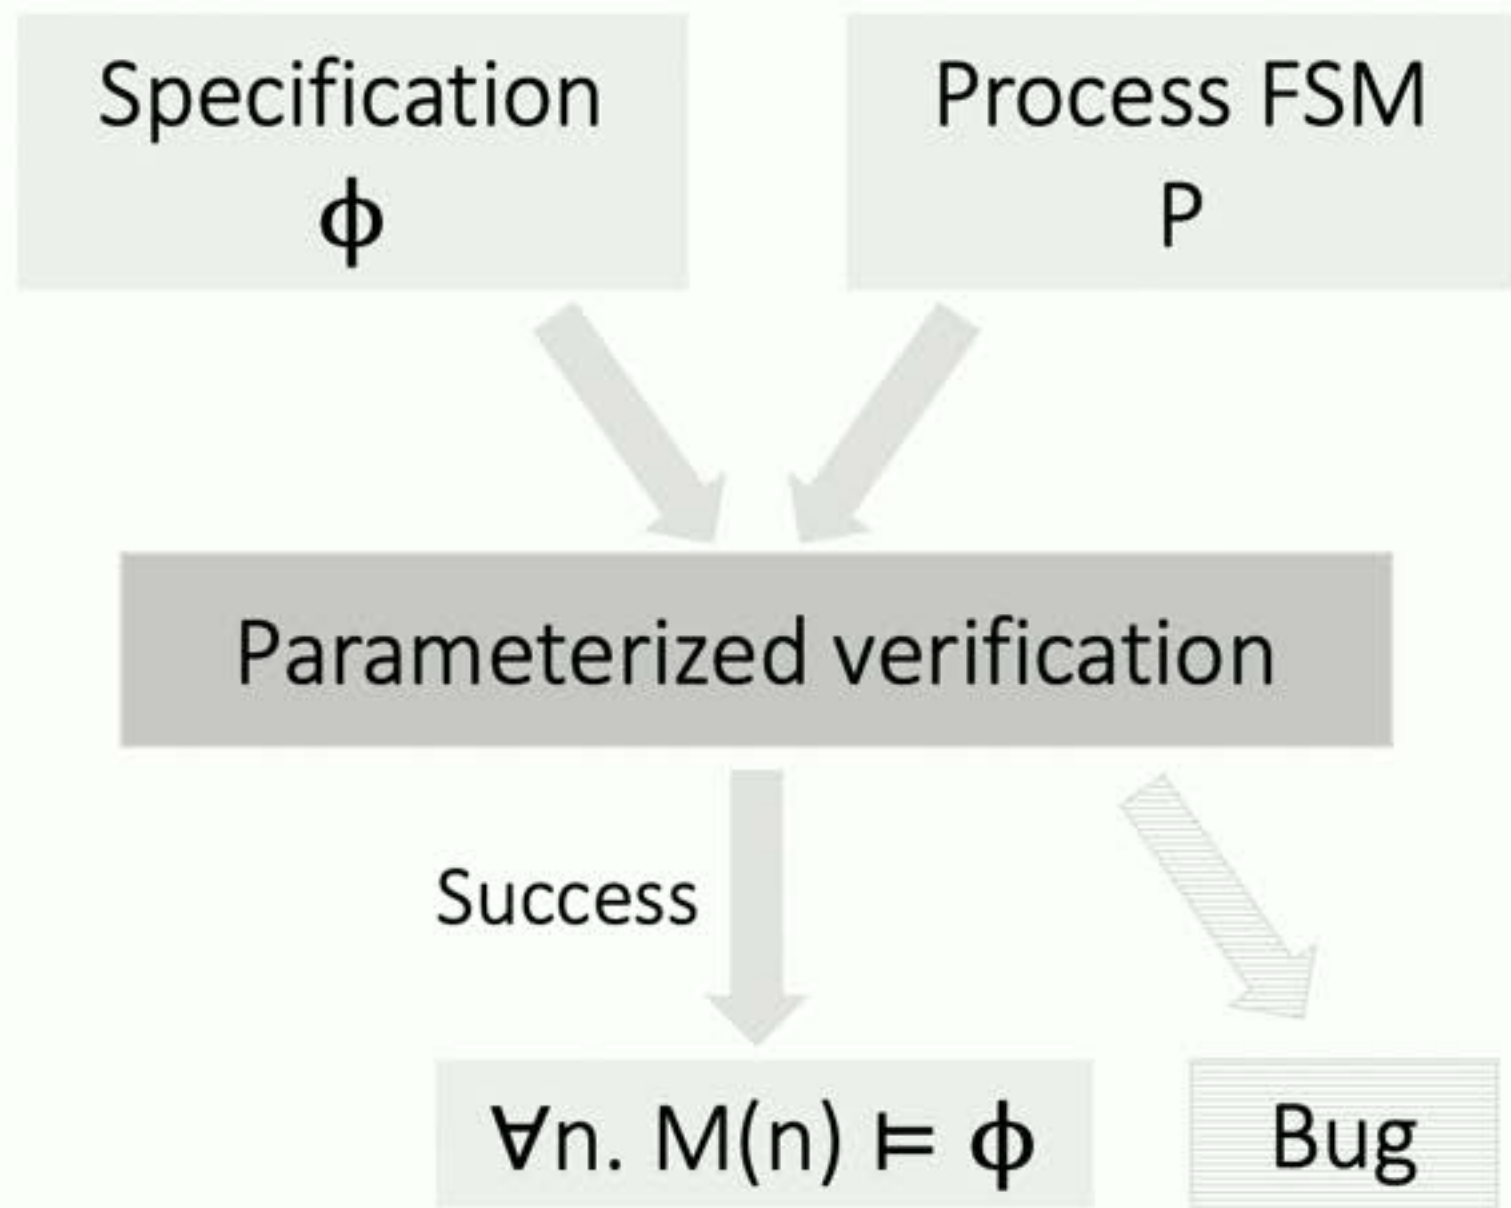 Specification
ϕ
Process FSM
P
Parameterized verification
Success
∀n. M(n) ⊨ ϕ
Bug